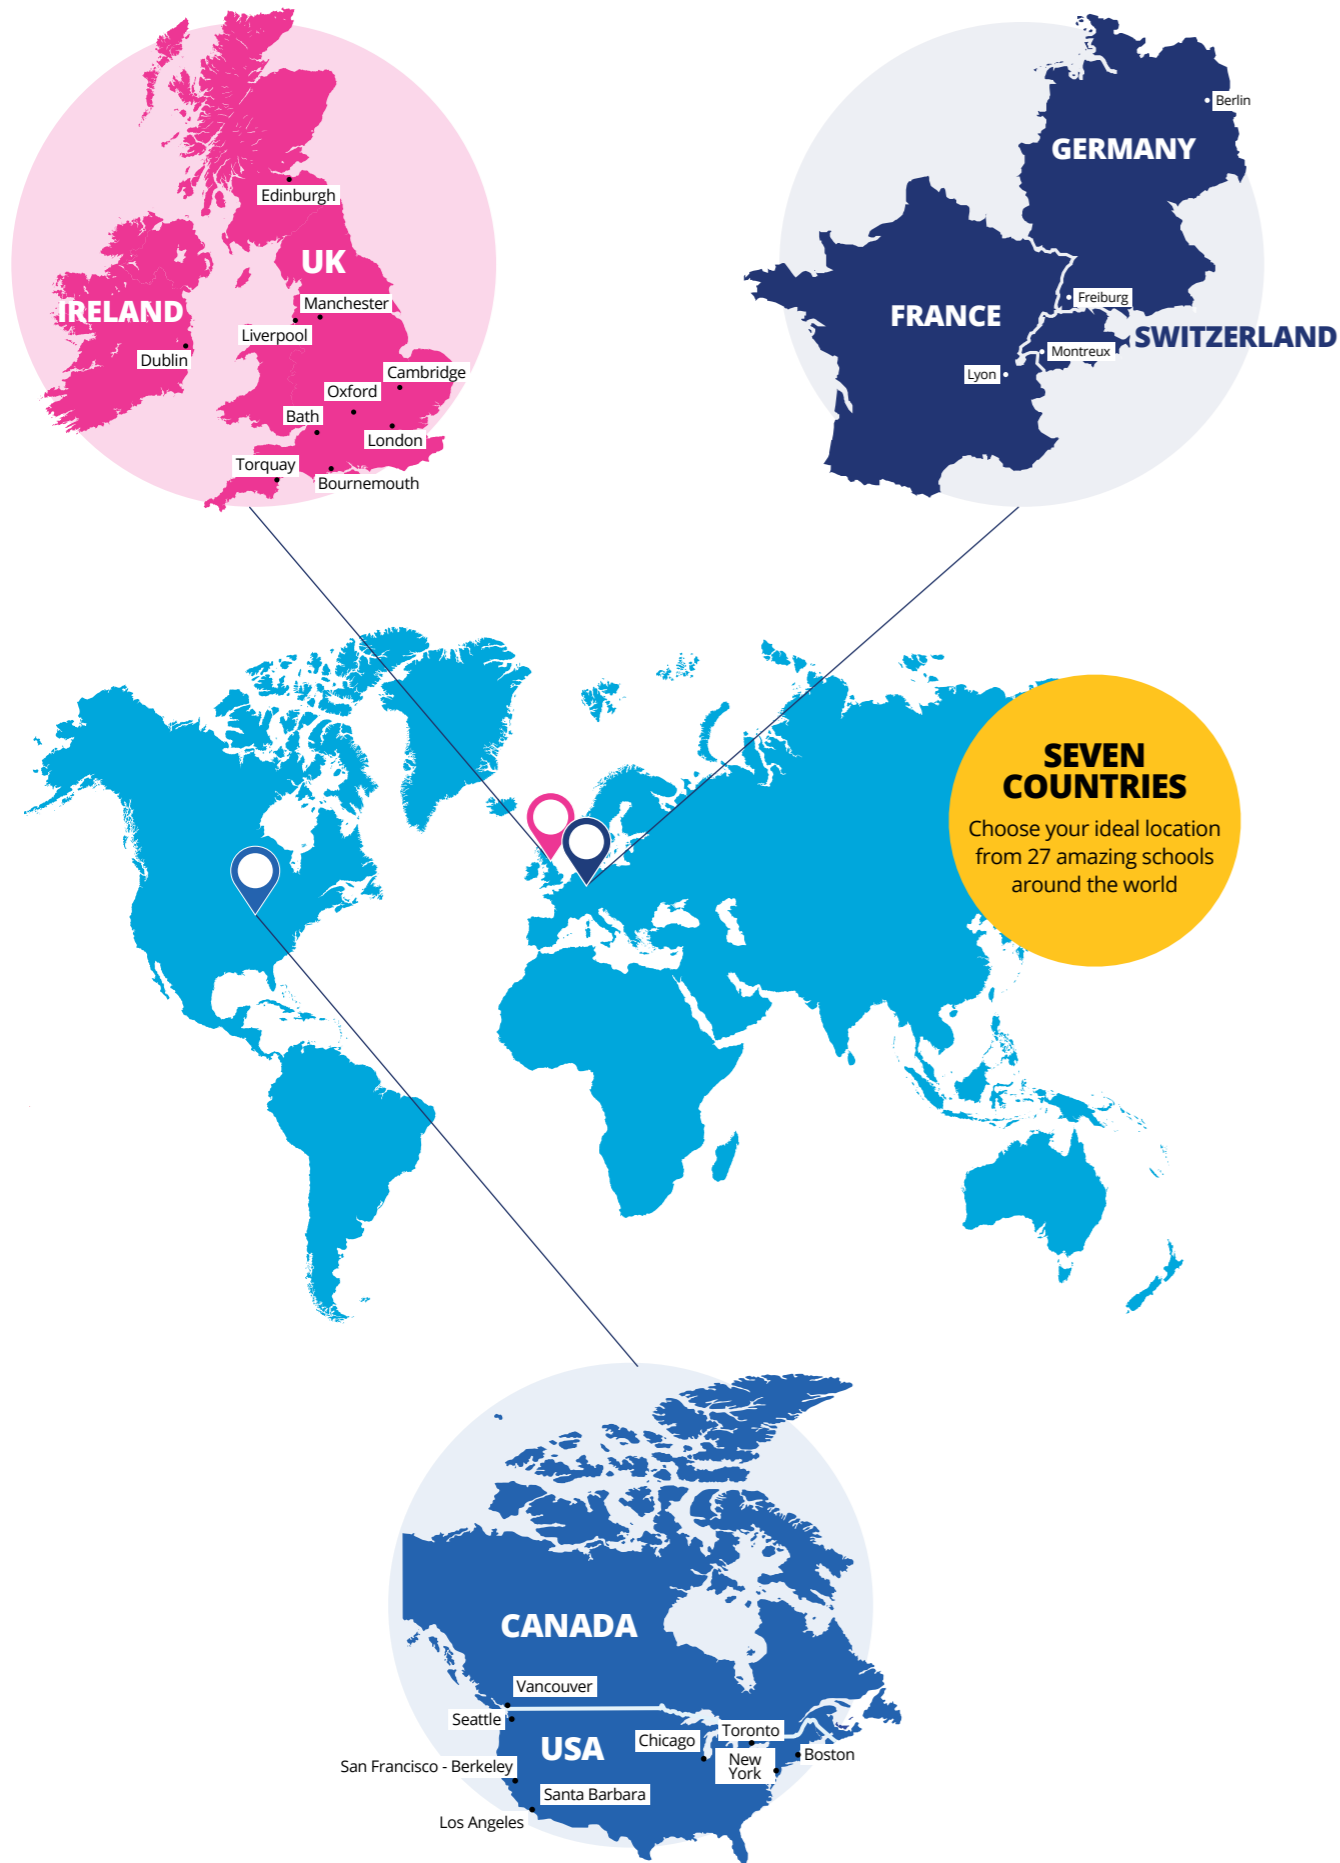 Edinburgh
UK
IRELAND
Manchester
Liverpool
Dublin
Cambridge
Oxford
Bath
London
Torquay
Bournemouth
Berlin
GERMANY
Freiburg
FRANCE
SWITZERLAND
Montreux
Lyon
SEVEN
COUNTRIES
Choose your ideal location
from 27 amazing schools
around the world
CANADA
Vancouver
Seattle
Toronto
Chicago
USA
Boston
New
York
San Francisco - Berkeley
Santa Barbara
Los Angeles